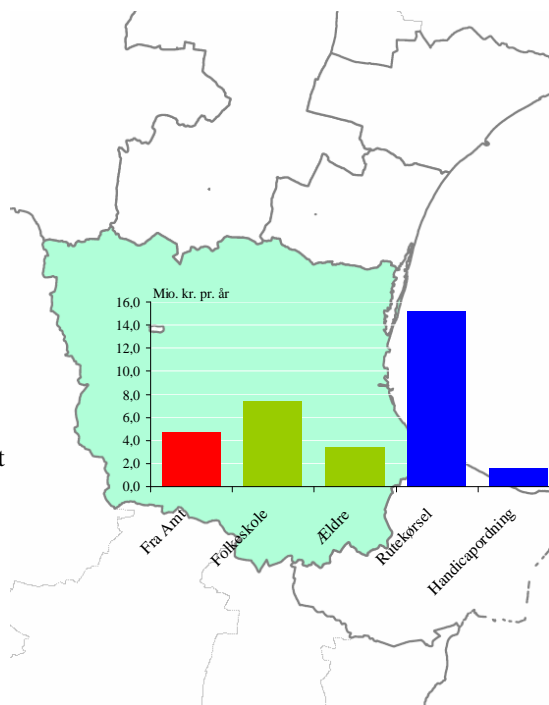 Mio. kr. pr. år
16,0
14,0
12,0
10,0
8,0
6,0
4,0
2,0
0,0
t
Fra Amt
Folkeskole
Ældre
Rutekørsel
Handicapordning